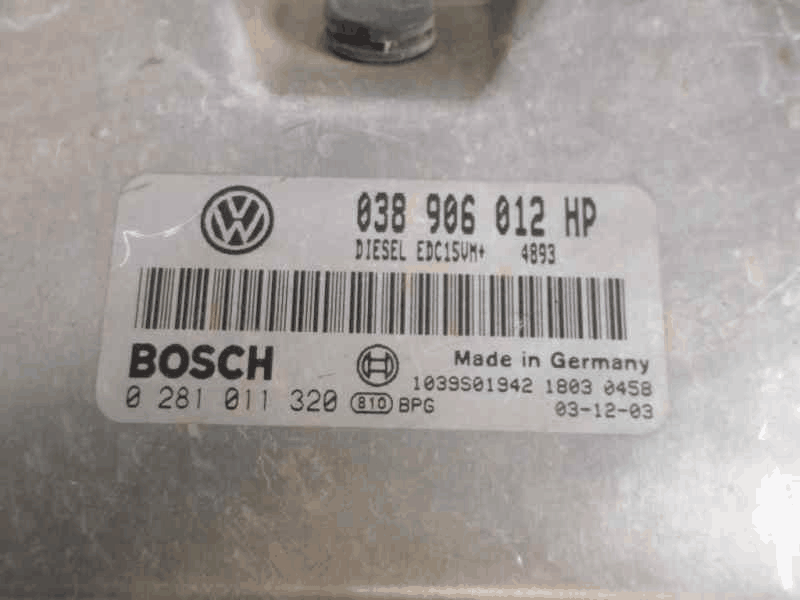 038 906 012 HP
DIESEL EDC15VM+ 4893
BOSCH
Made in Germany
1039S01942 1803 0458
0 281 011 320 810 BPG
03-12-03